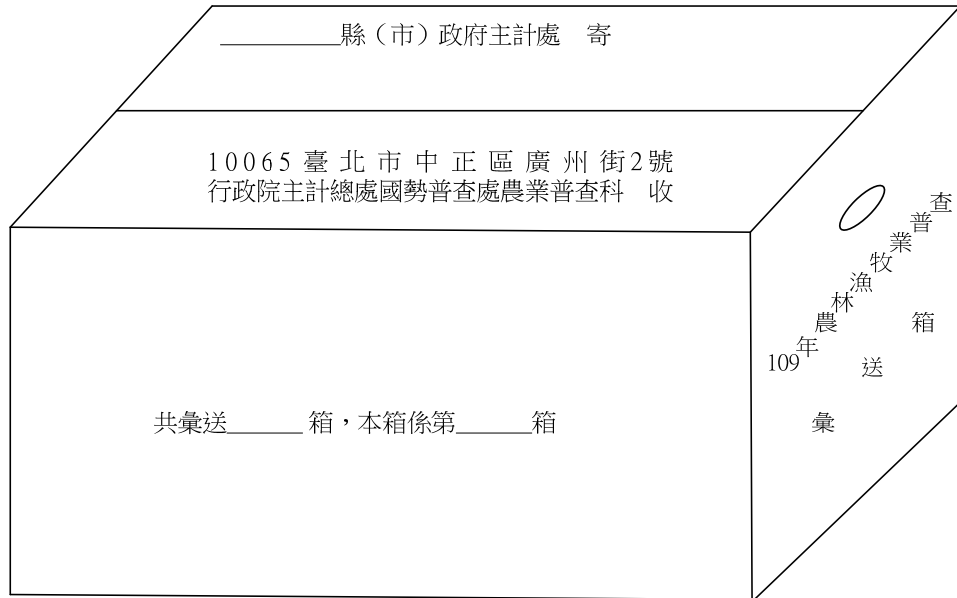 ________縣（市）政府主計處　寄
10065 臺北市中正區廣州街2號
行政院主計總處國勢普查處農業普查科　收
共彙送_____ 箱，本箱係第_____箱
109年農林漁牧業普查
彙送箱